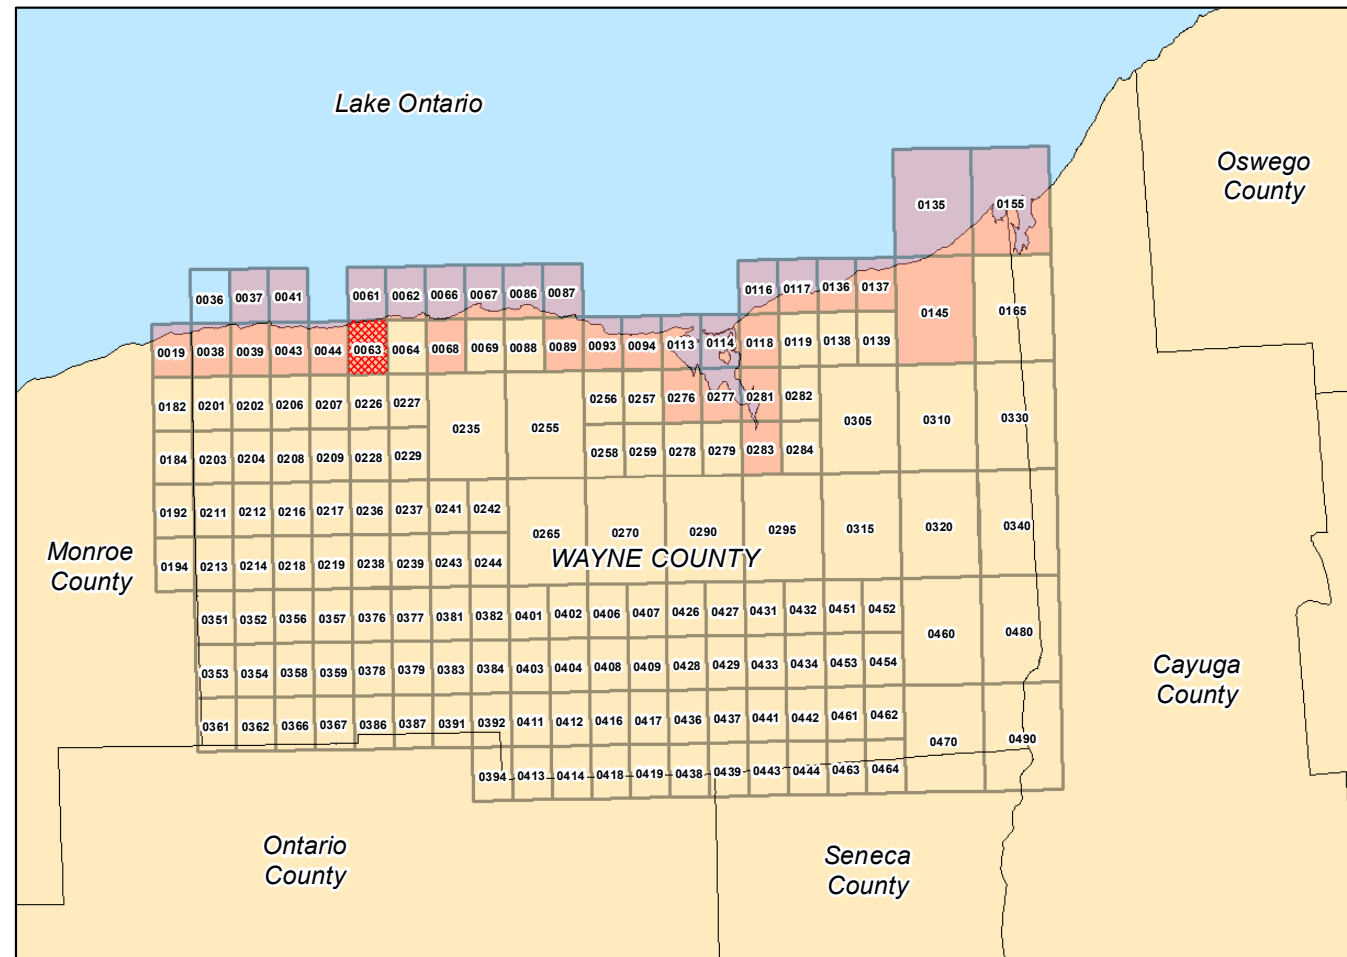 Lake Ontario
Oswego
County
0135 0155
0036 0037 0041 0061 0062 0066 0067 0086 0087 0116 0117 0136 0137
0145 0165
0019 0038 0039 0043 0044 0063 0064 0068 0069 0088 0089 0093 0094 0113 0114 0118 0119 0138 0139
0182 0201 0202 0206 0207 0226 0227 0256 0257 0276 0277 0281 0282
0235 0255 0305 0310 0330
0184 0203 0204 0208 0209 0228 0229 0258 0259 0278 0279 0283 0284
0192 0211 0212 0216 0217 0236 0237 0241 0242
0265 0270 0290 0295 0315 0320 0340
Monroe
County
WAYNE COUNTY
0194 0213 0214 0218 0219 0238 0239 0243 0244
0351 0352 0356 0357 0376 0377 0381 0382 0401 0402 0406 0407 0426 0427 0431 0432 0451 0452
0460 0480
0353 0354 0358 0359 0378 0379 0383 0384 0403 0404 0408 0409 0428 0429 0433 0434 0453 0454
Cayuga
County
0361 0362 0366 0367 0386 0387 0391 0392 0411 0412 0416 0417 0436 0437 0441 0442 0461 0462
0470 0490
0394 0413 0414 0418 0419 0438 0439 0443 0444 0463 0464
Ontario
County
Seneca
County